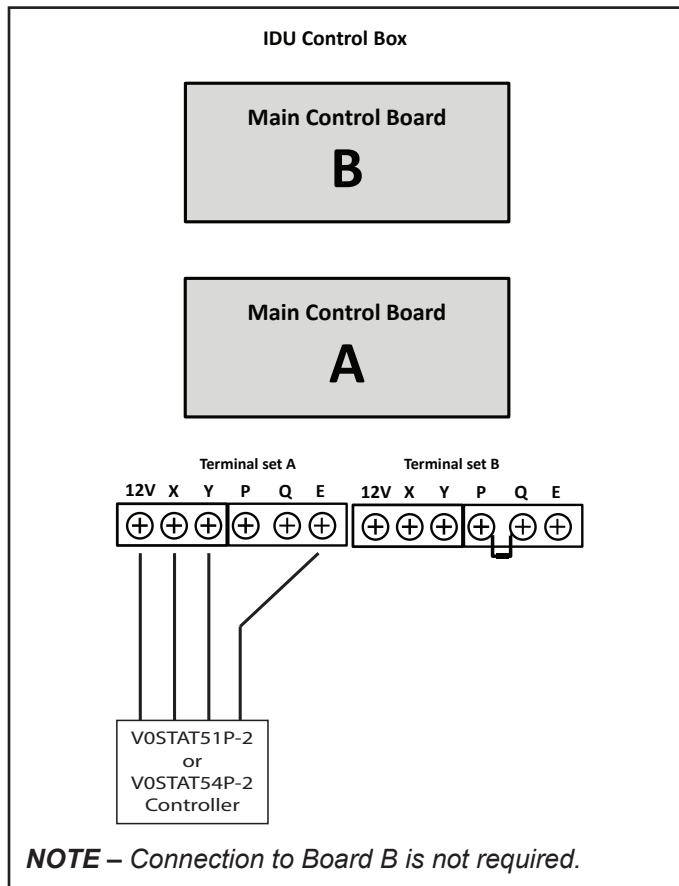 IDU Control Box
Main Control Board
B
Main Control Board
A
Terminal set A
Terminal set B
12V X Y P Q E
12V X Y P Q E
V0STAT51P-2
or
V0STAT54P-2
Controller
NOTE – Connection to Board B is not required.